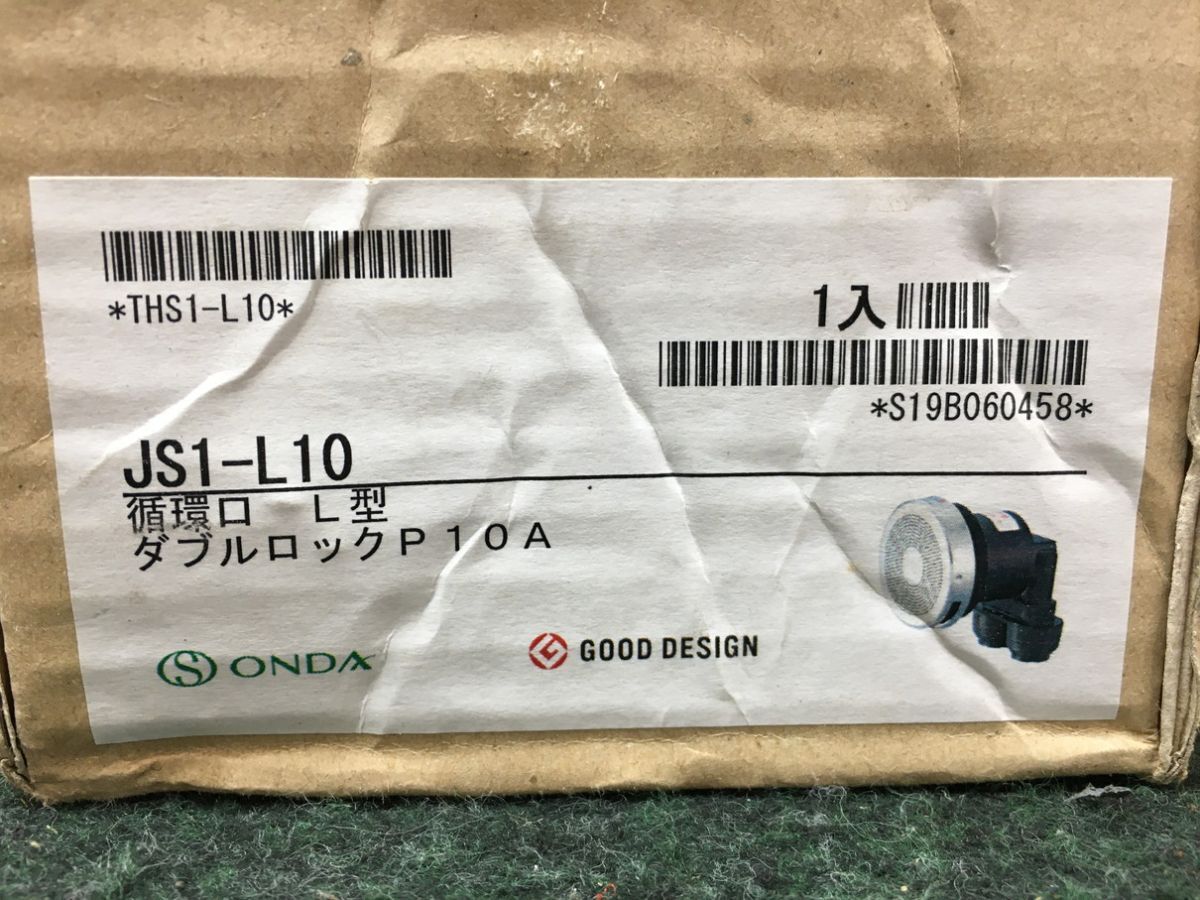 *THS1-L10*
1入
*S19B060458*
JS1-L10
循環口 L型
ダブルロックP10A
ONDA
GOOD DESIGN